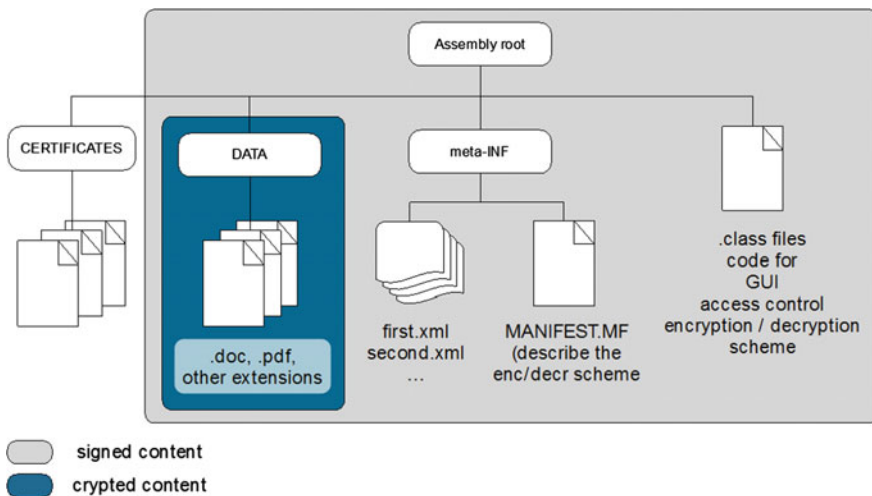 Assembly root
CERTIFICATES
DATA
meta-INF
.doc, .pdf,
other extensions
first.xml
second.xml
...
MANIFEST.MF
(describe the
enc/decr scheme
.class files
code for
GUI
access control
encryption / decryption
scheme
signed content
crypted content